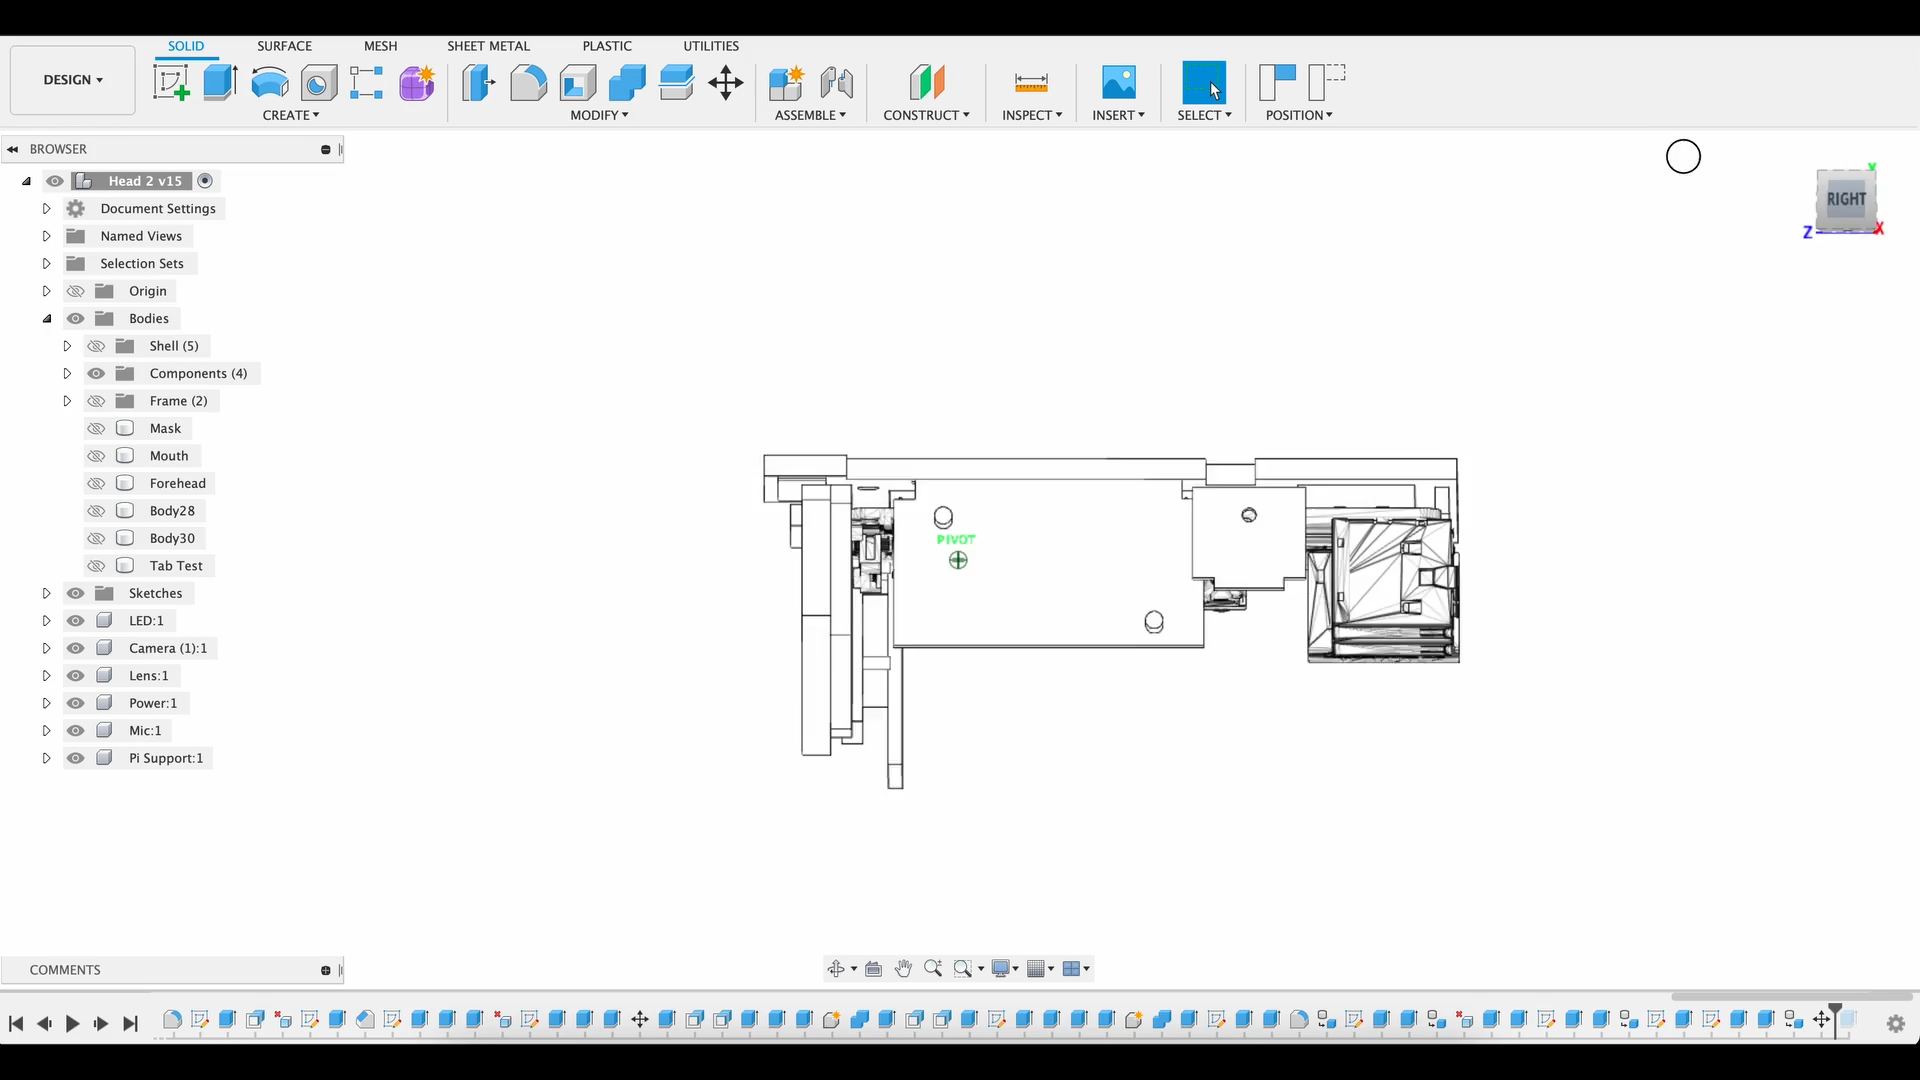 SOLID
SURFACE
MESH
SHEET METAL
PLASTIC
UTILITIES
DESIGN
CREATE
MODIFY
ASSEMBLE
CONSTRUCT
INSPECT
INSERT
SELECT
POSITION
BROWSER
Head 2 v15
Document Settings
Named Views
Selection Sets
Origin
Bodies
Shell (5)
Components (4)
Frame (2)
Mask
Mouth
Forehead
Body28
Body30
Tab Test
Sketches
LED:1
Camera (1):1
Lens:1
Power:1
Mic:1
Pi Support:1
Y
RIGHT
Z
X
PIVOT
COMMENTS